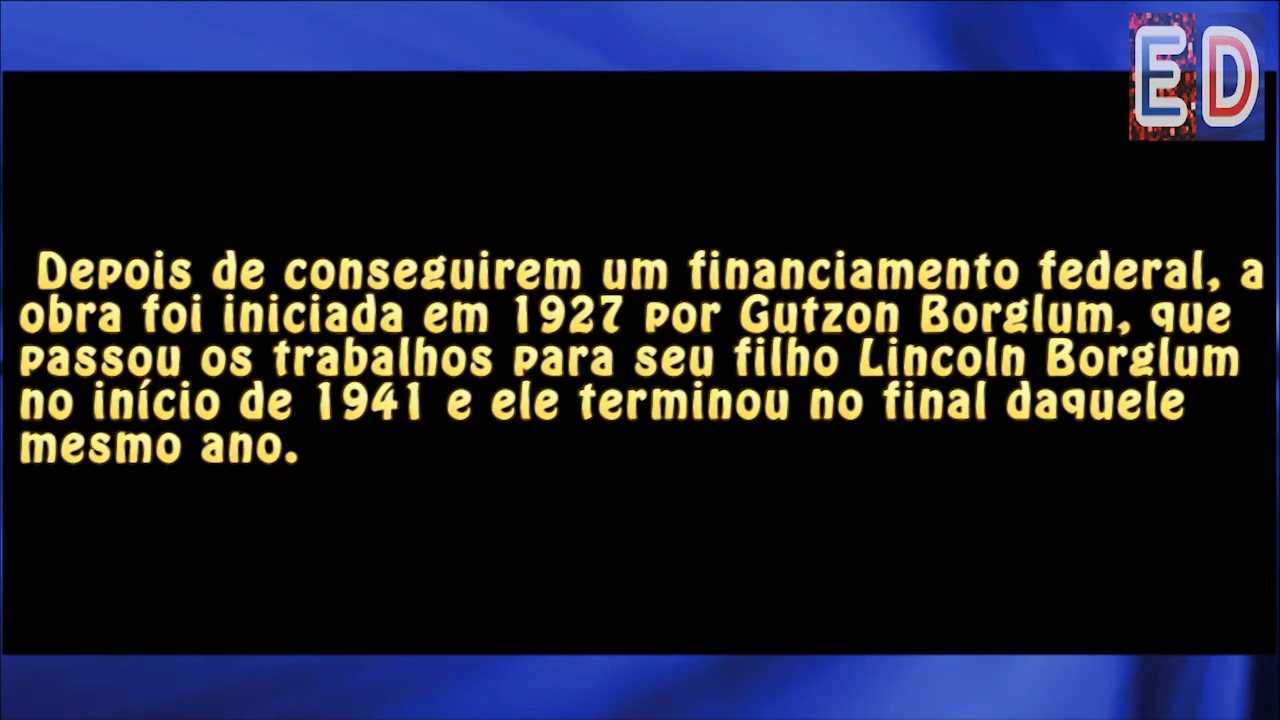 ED
Depois de conseguirem um financiamento federal, a
obra foi iniciada em 1927 por Gutzon Borglum, que
passou os trabalhos para seu filho Lincoln Borglum
no início de 1941 e ele terminou no final daquele
mesmo ano.